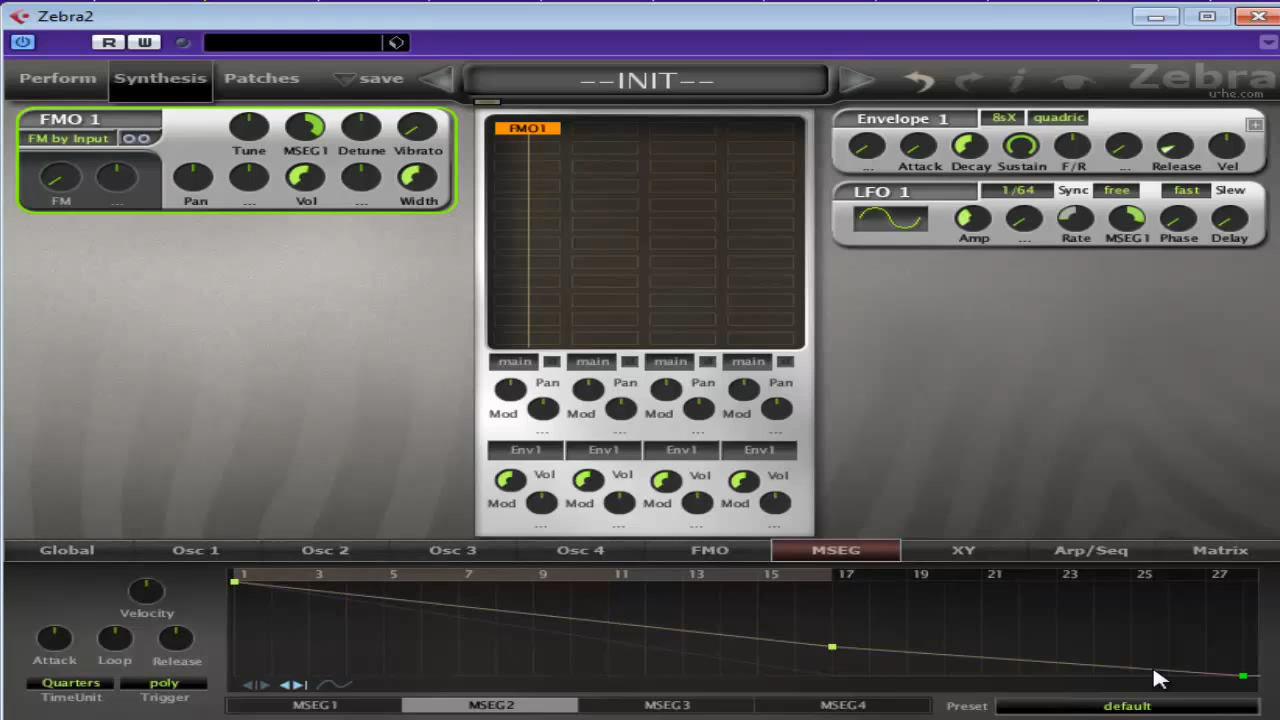 Zebra2
R W
Perform Synthesis Patches save --INIT-- Zebra
u-he.com
FMO 1
FM by Input
Tune MSEG1 Detune Vibrato
FM ... Pan ... Vol ... Width
FMO1
Envelope 1 8sX quadric
... Attack Decay Sustain F/R ... Release Vel
LFO 1 1/64 Sync free fast Slew
Amp ... Rate MSEG1 Phase Delay
main main main main
Pan Pan Pan Pan
Mod Mod Mod Mod
... ... ... ...
Env1 Env1 Env1 Env1
Vol Vol Vol Vol
Mod Mod Mod Mod
... ... ... ...
Global Osc 1 Osc 2 Osc 3 Osc 4 FMO MSEG XY Arp/Seq Matrix
1 3 5 7 9 11 13 15 17 19 21 23 25 27
Velocity
Attack Loop Release
Quarters poly
TimeUnit Trigger
MSEG1 MSEG2 MSEG3 MSEG4 Preset default